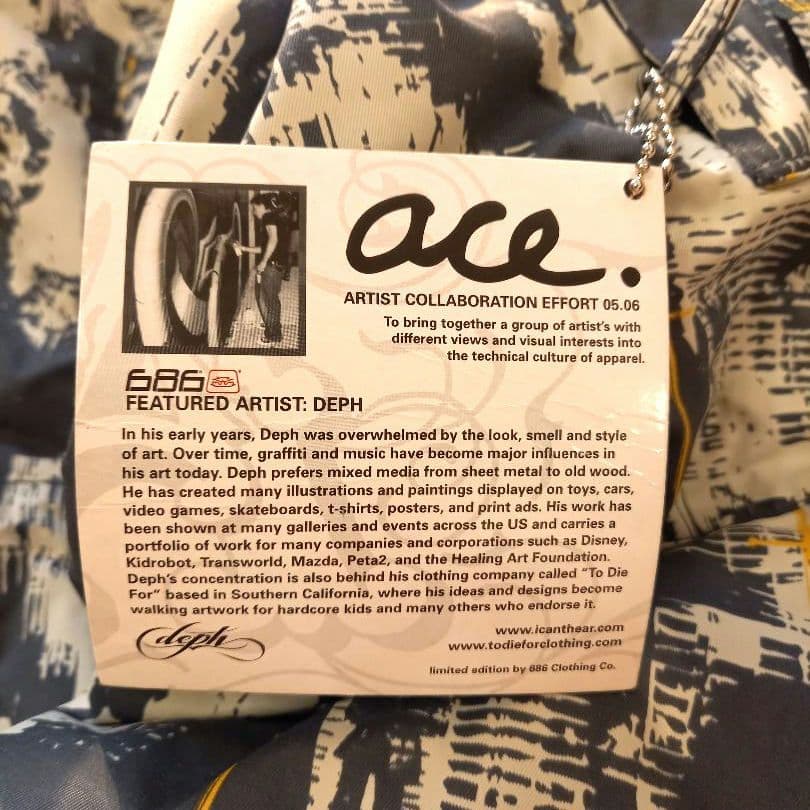 ace.
ARTIST COLLABORATION EFFORT 05.06
To bring together a group of artist's with
different views and visual interests into
the technical culture of apparel.
686
FEATURED ARTIST: DEPH
In his early years, Deph was overwhelmed by the look, smell and style
of art. Over time, graffiti and music have become major influences in
his art today. Deph prefers mixed media from sheet metal to old wood.
He has created many illustrations and paintings displayed on toys, cars,
video games, skateboards, t-shirts, posters, and print ads. His work has
been shown at many galleries and events across the US and carries a
portfolio of work for many companies and corporations such as Disney,
Kidrobot, Transworld, Mazda, Peta2, and the Healing Art Foundation.
Deph's concentration is also behind his clothing company called "To Die
For" based in Southern California, where his ideas and designs become
walking artwork for hardcore kids and many others who endorse it.
deph
www.icanthear.com
www.todieforclothing.com
limited edition by 686 Clothing Co.